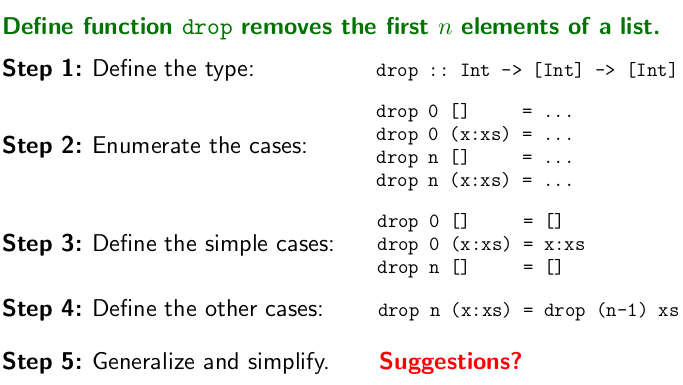 Define function drop removes the first n elements of a list.
Step 1: Define the type: drop :: Int -> [Int] -> [Int]
Step 2: Enumerate the cases:
drop 0 []     = ...
drop 0 (x:xs) = ...
drop n []     = ...
drop n (x:xs) = ...
Step 3: Define the simple cases:
drop 0 []     = []
drop 0 (x:xs) = x:xs
drop n []     = []
Step 4: Define the other cases: drop n (x:xs) = drop (n-1) xs
Step 5: Generalize and simplify. Suggestions?